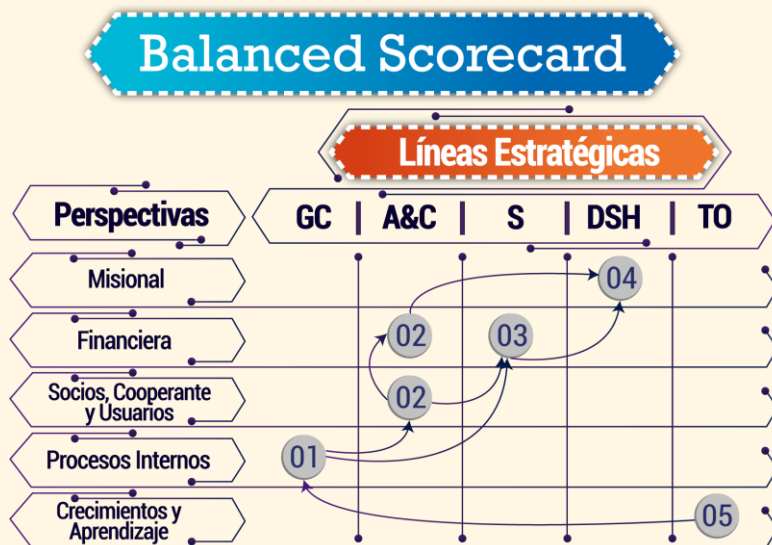 Balanced Scorecard
Líneas Estratégicas
Perspectivas
GC | A&C | S | DSH | TO
Misional
04
Financiera
02
03
Socios, Cooperante
y Usuarios
02
Procesos Internos
01
Crecimientos y
Aprendizaje
05